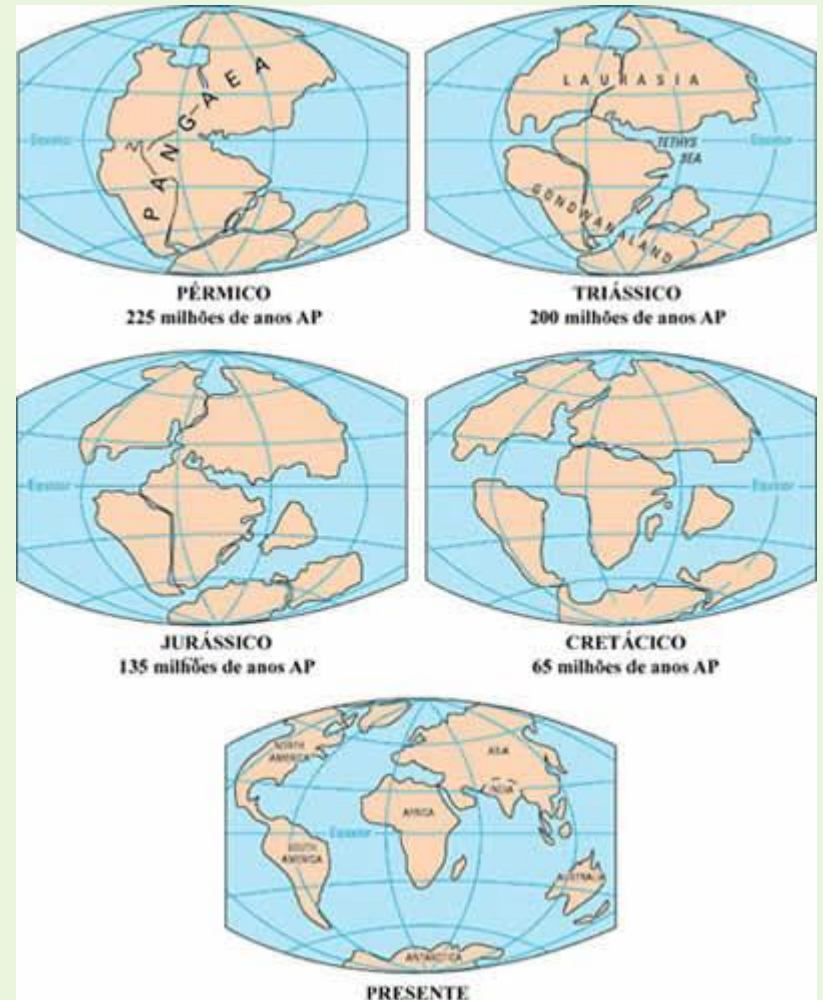 PANGAEA
Equator
PÉRMICO
225 milhões de anos AP
LAURASIA
TETHYS
SEA
Equator
GONDWANALAND
TRIÁSSICO
200 milhões de anos AP
Equator
JURÁSSICO
135 milhões de anos AP
Equator
CRETÁCICO
65 milhões de anos AP
NORTH
AMERICA
ASIA
INDIA
AFRICA
Equator
SOUTH
AMERICA
AUSTRALIA
ANTARCTICA
PRESENTE